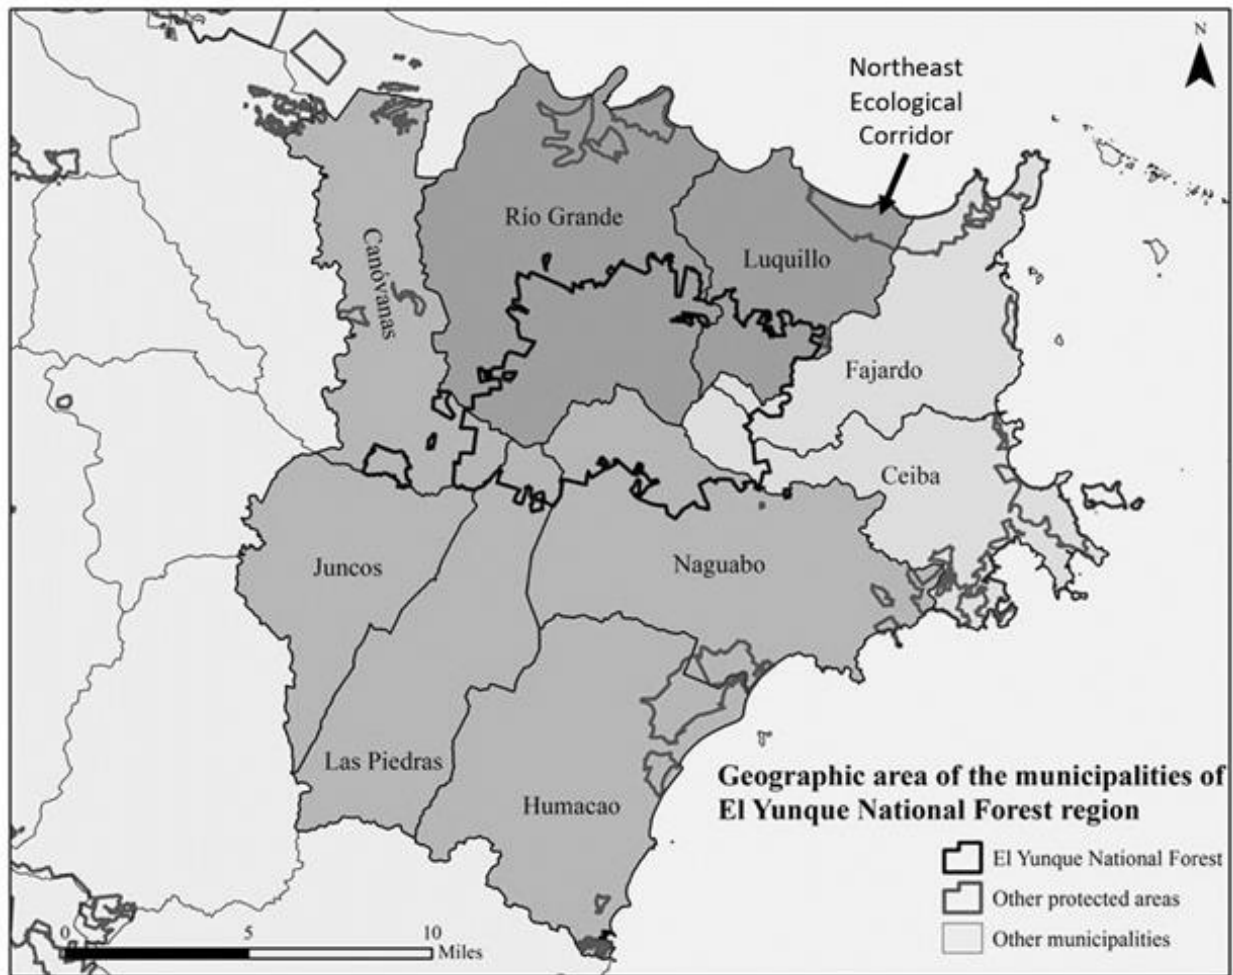 N
Northeast
Ecological
Corridor
Río Grande
Luquillo
Canóvanas
Fajardo
Ceiba
Juncos
Naguabo
Las Piedras
Humacao
Geographic area of the municipalities of
El Yunque National Forest region
El Yunque National Forest
Other protected areas
Other municipalities
0 5 10
Miles